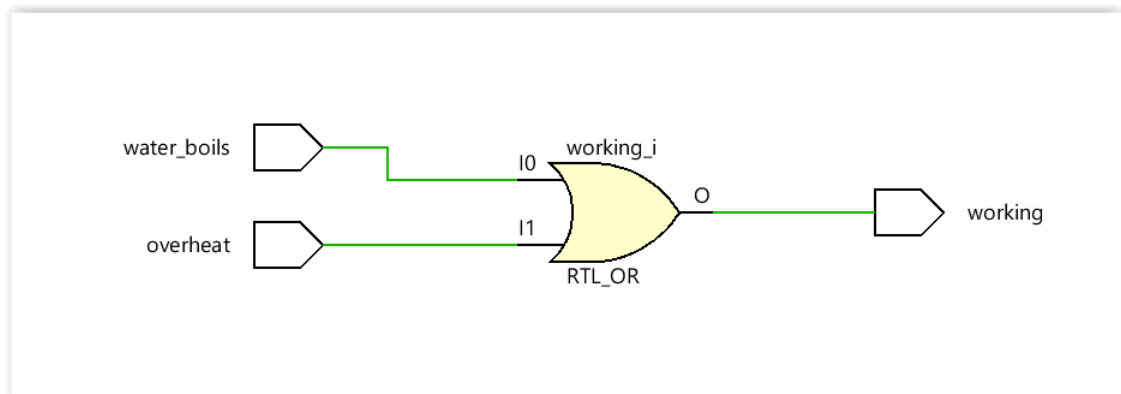 water_boils
I0
working_i
overheat
I1
RTL_OR
O
working